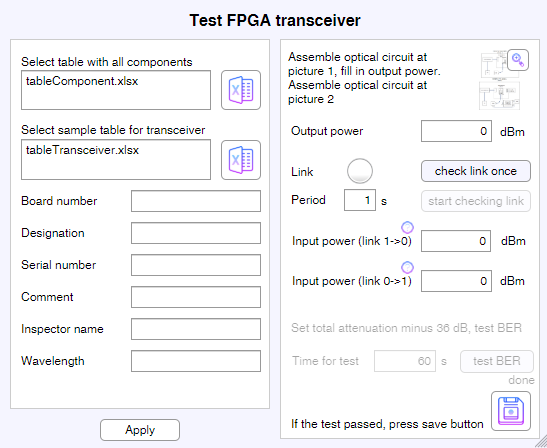 Test FPGA transceiver
Select table with all components
tableComponent.xlsx
Select sample table for transceiver
tableTransceiver.xlsx
Board number
Designation
Serial number
Comment
Inspector name
Wavelength
Apply
Assemble optical circuit at
picture 1, fill in output power.
Assemble optical circuit at
picture 2
Output power 0 dBm
Link check link once
Period 1 s start checking link
Input power (link 1->0) 0 dBm
Input power (link 0->1) 0 dBm
Set total attenuation minus 36 dB, test BER
Time for test 60 s test BER
done
If the test passed, press save button